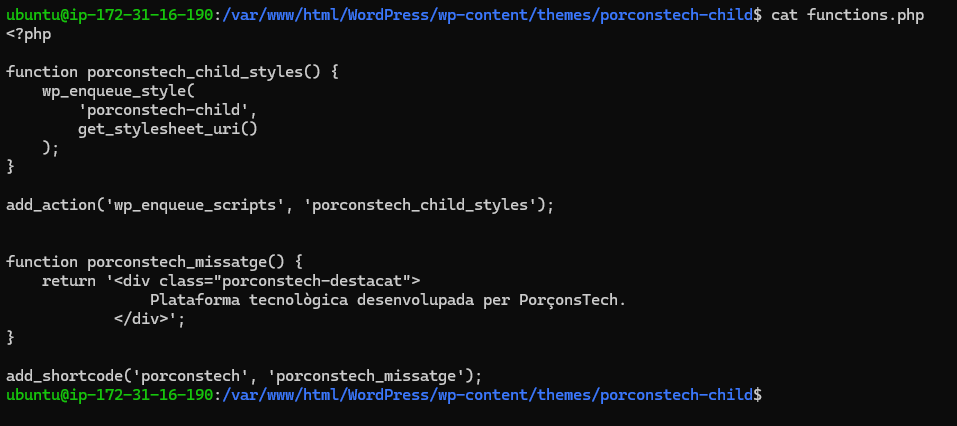 ubuntu@ip-172-31-16-190:/var/www/html/WordPress/wp-content/themes/porconstech-child$ cat functions.php
<?php

function porconstech_child_styles() {
    wp_enqueue_style(
        'porconstech-child',
        get_stylesheet_uri()
    );
}

add_action('wp_enqueue_scripts', 'porconstech_child_styles');


function porconstech_missatge() {
    return '<div class="porconstech-destacat">
                Plataforma tecnològica desenvolupada per PorçonsTech.
            </div>';
}

add_shortcode('porconstech', 'porconstech_missatge');
ubuntu@ip-172-31-16-190:/var/www/html/WordPress/wp-content/themes/porconstech-child$